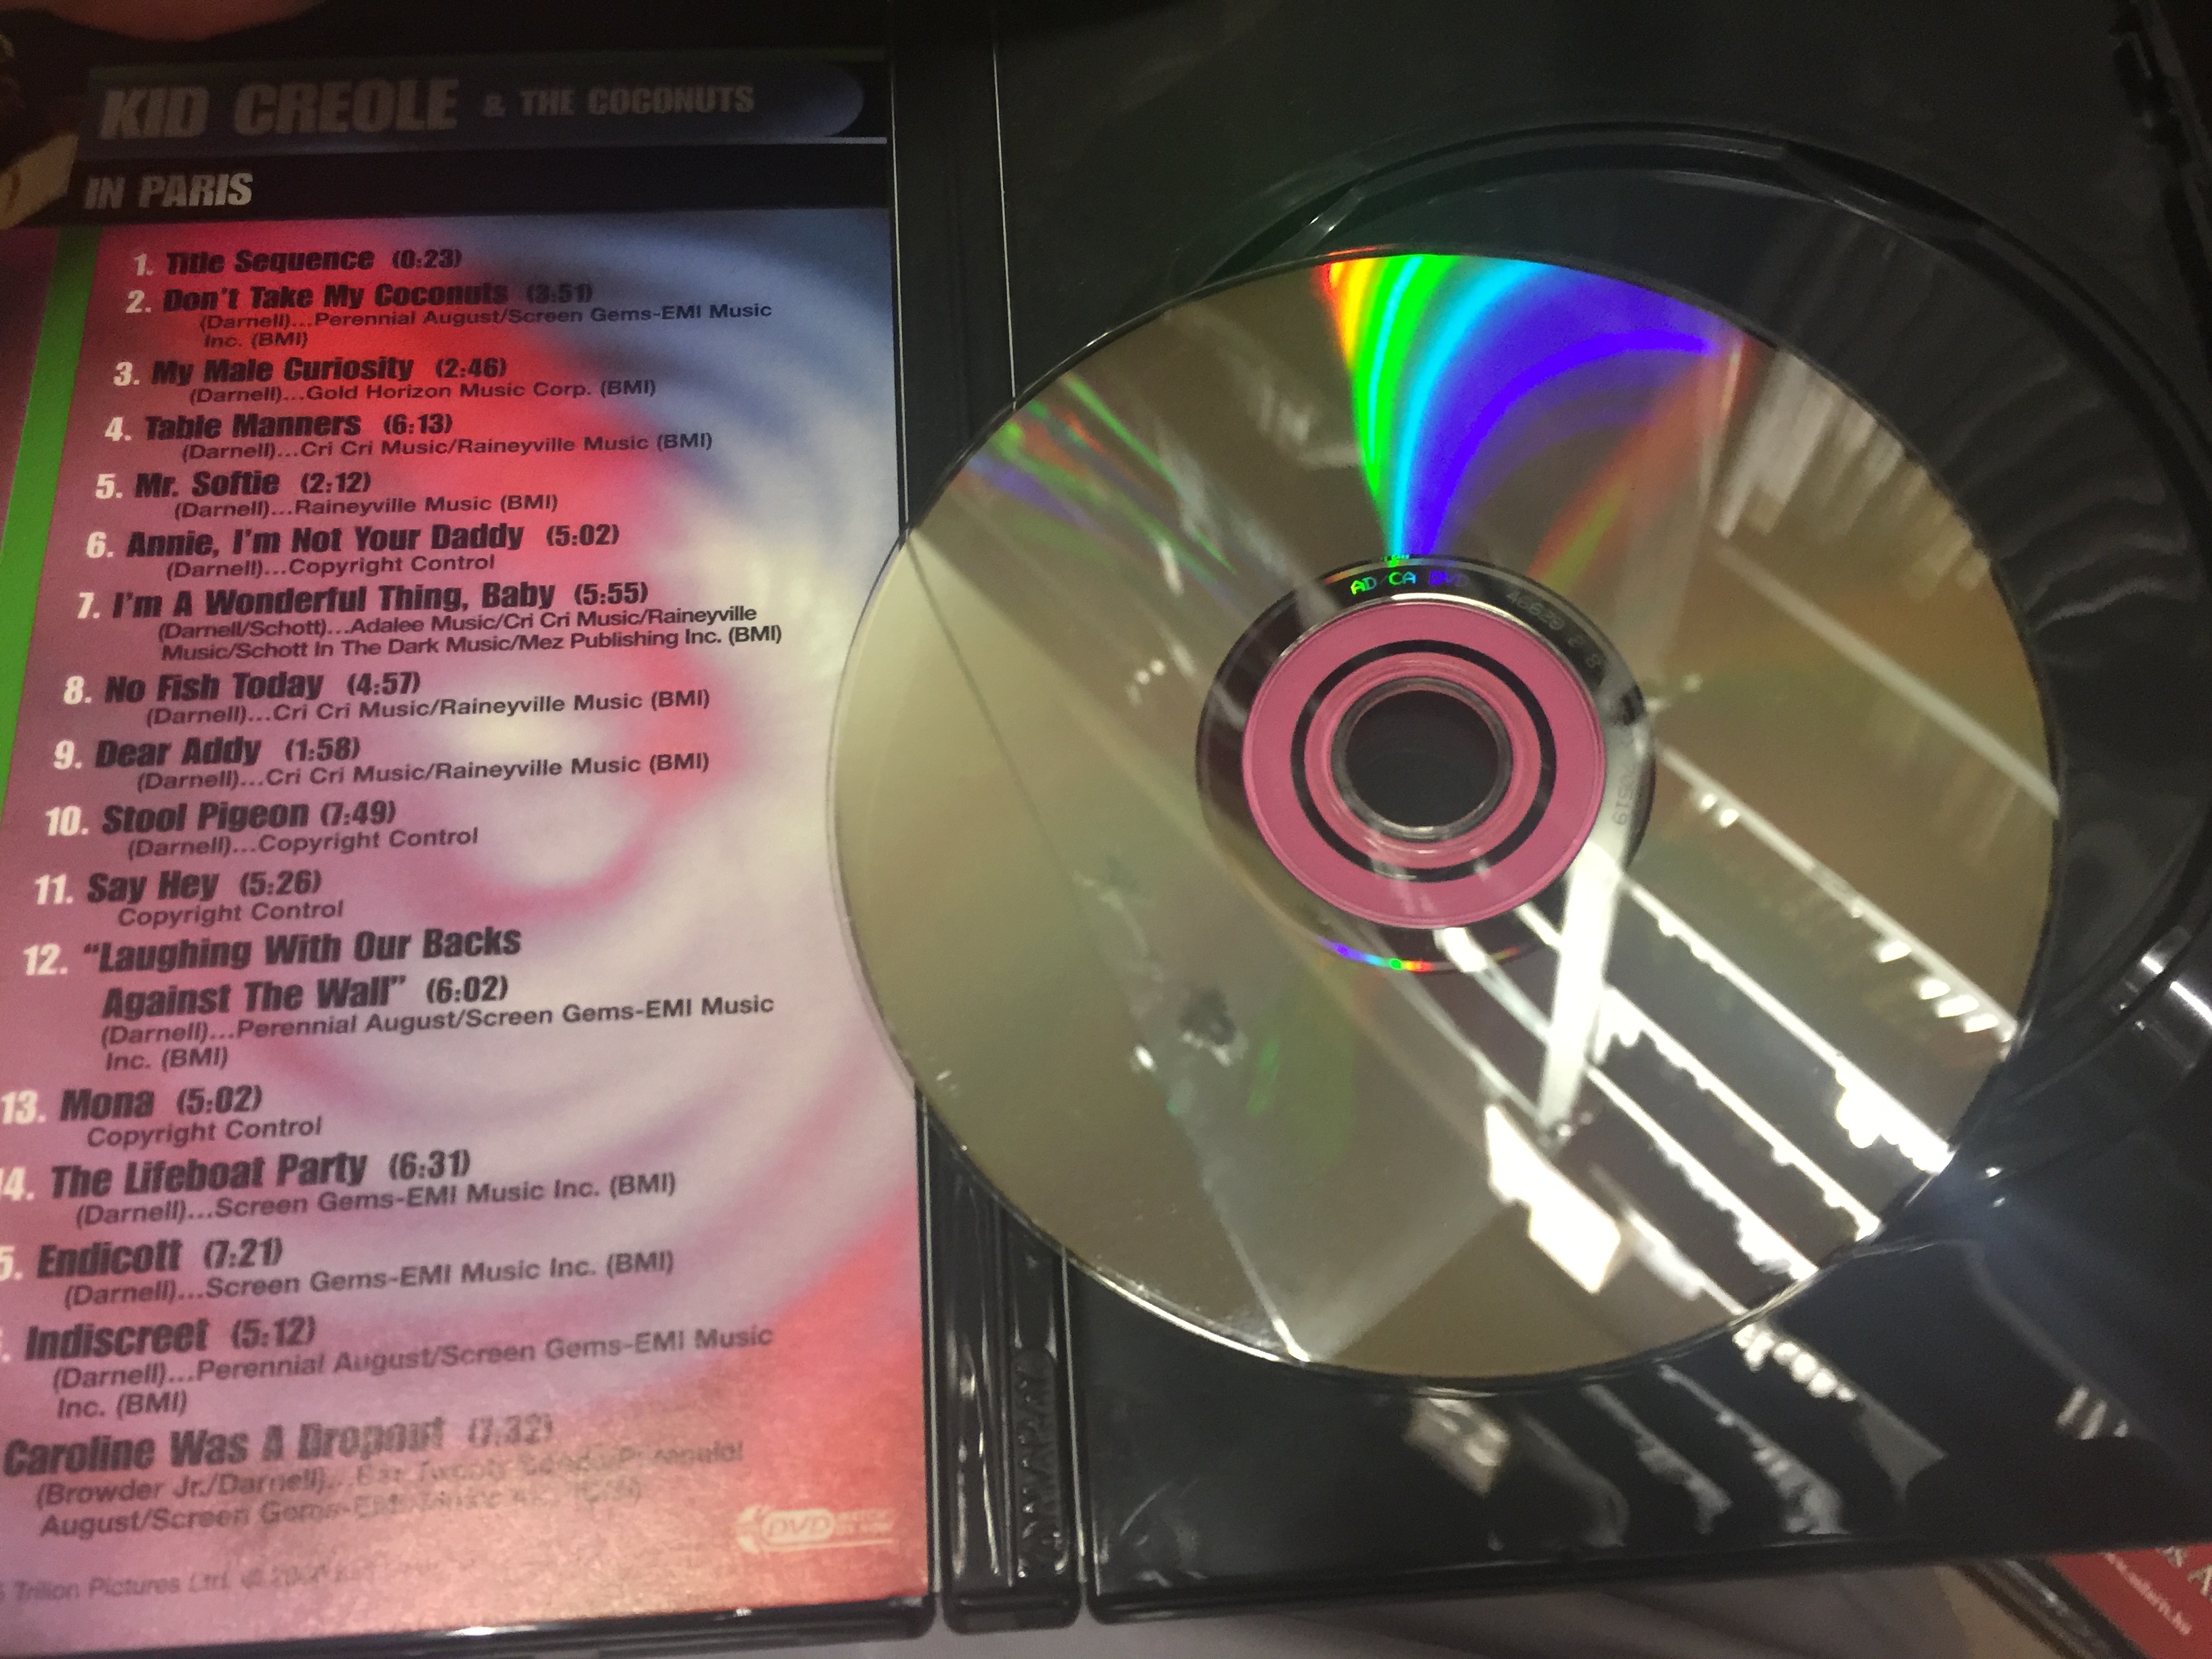 KID CREOLE & THE COCONUTS
IN PARIS
1. Title Sequence (0:23)
2. Don't Take My Coconuts (3:51)
(Darnell)...Perennial August/Screen Gems-EMI Music
Inc. (BMI)
3. My Male Curiosity (2:46)
(Darnell)...Gold Horizon Music Corp. (BMI)
4. Table Manners (6:13)
(Darnell)...Cri Cri Music/Raineyville Music (BMI)
5. Mr. Softie (2:12)
(Darnell)...Raineyville Music (BMI)
6. Annie, I'm Not Your Daddy (5:02)
(Darnell)...Copyright Control
7. I'm A Wonderful Thing, Baby (5:55)
(Darnell/Schott)...Adalee Music/Cri Cri Music/Raineyville
Music/Schott In The Dark Music/Mez Publishing Inc. (BMI)
8. No Fish Today (4:57)
(Darnell)...Cri Cri Music/Raineyville Music (BMI)
9. Dear Addy (1:58)
(Darnell)...Cri Cri Music/Raineyville Music (BMI)
10. Stool Pigeon (7:49)
(Darnell)...Copyright Control
11. Say Hey (5:26)
Copyright Control
12. "Laughing With Our Backs
Against The Wall" (6:02)
(Darnell)...Perennial August/Screen Gems-EMI Music
Inc. (BMI)
13. Mona (5:02)
Copyright Control
4. The Lifeboat Party (6:31)
(Darnell)...Screen Gems-EMI Music Inc. (BMI)
5. Endicott (7:21)
(Darnell)...Screen Gems-EMI Music Inc. (BMI)
. Indiscreet (5:12)
(Darnell)...Perennial August/Screen Gems-EMI Music
Inc. (BMI)
Caroline Was A Dropout (7:32)
(Browder Jr./Darnell)...
August/Screen Gems-EMI
Trilion Pictures Ltd.
DVD
AD/CA DVD
AMARAY